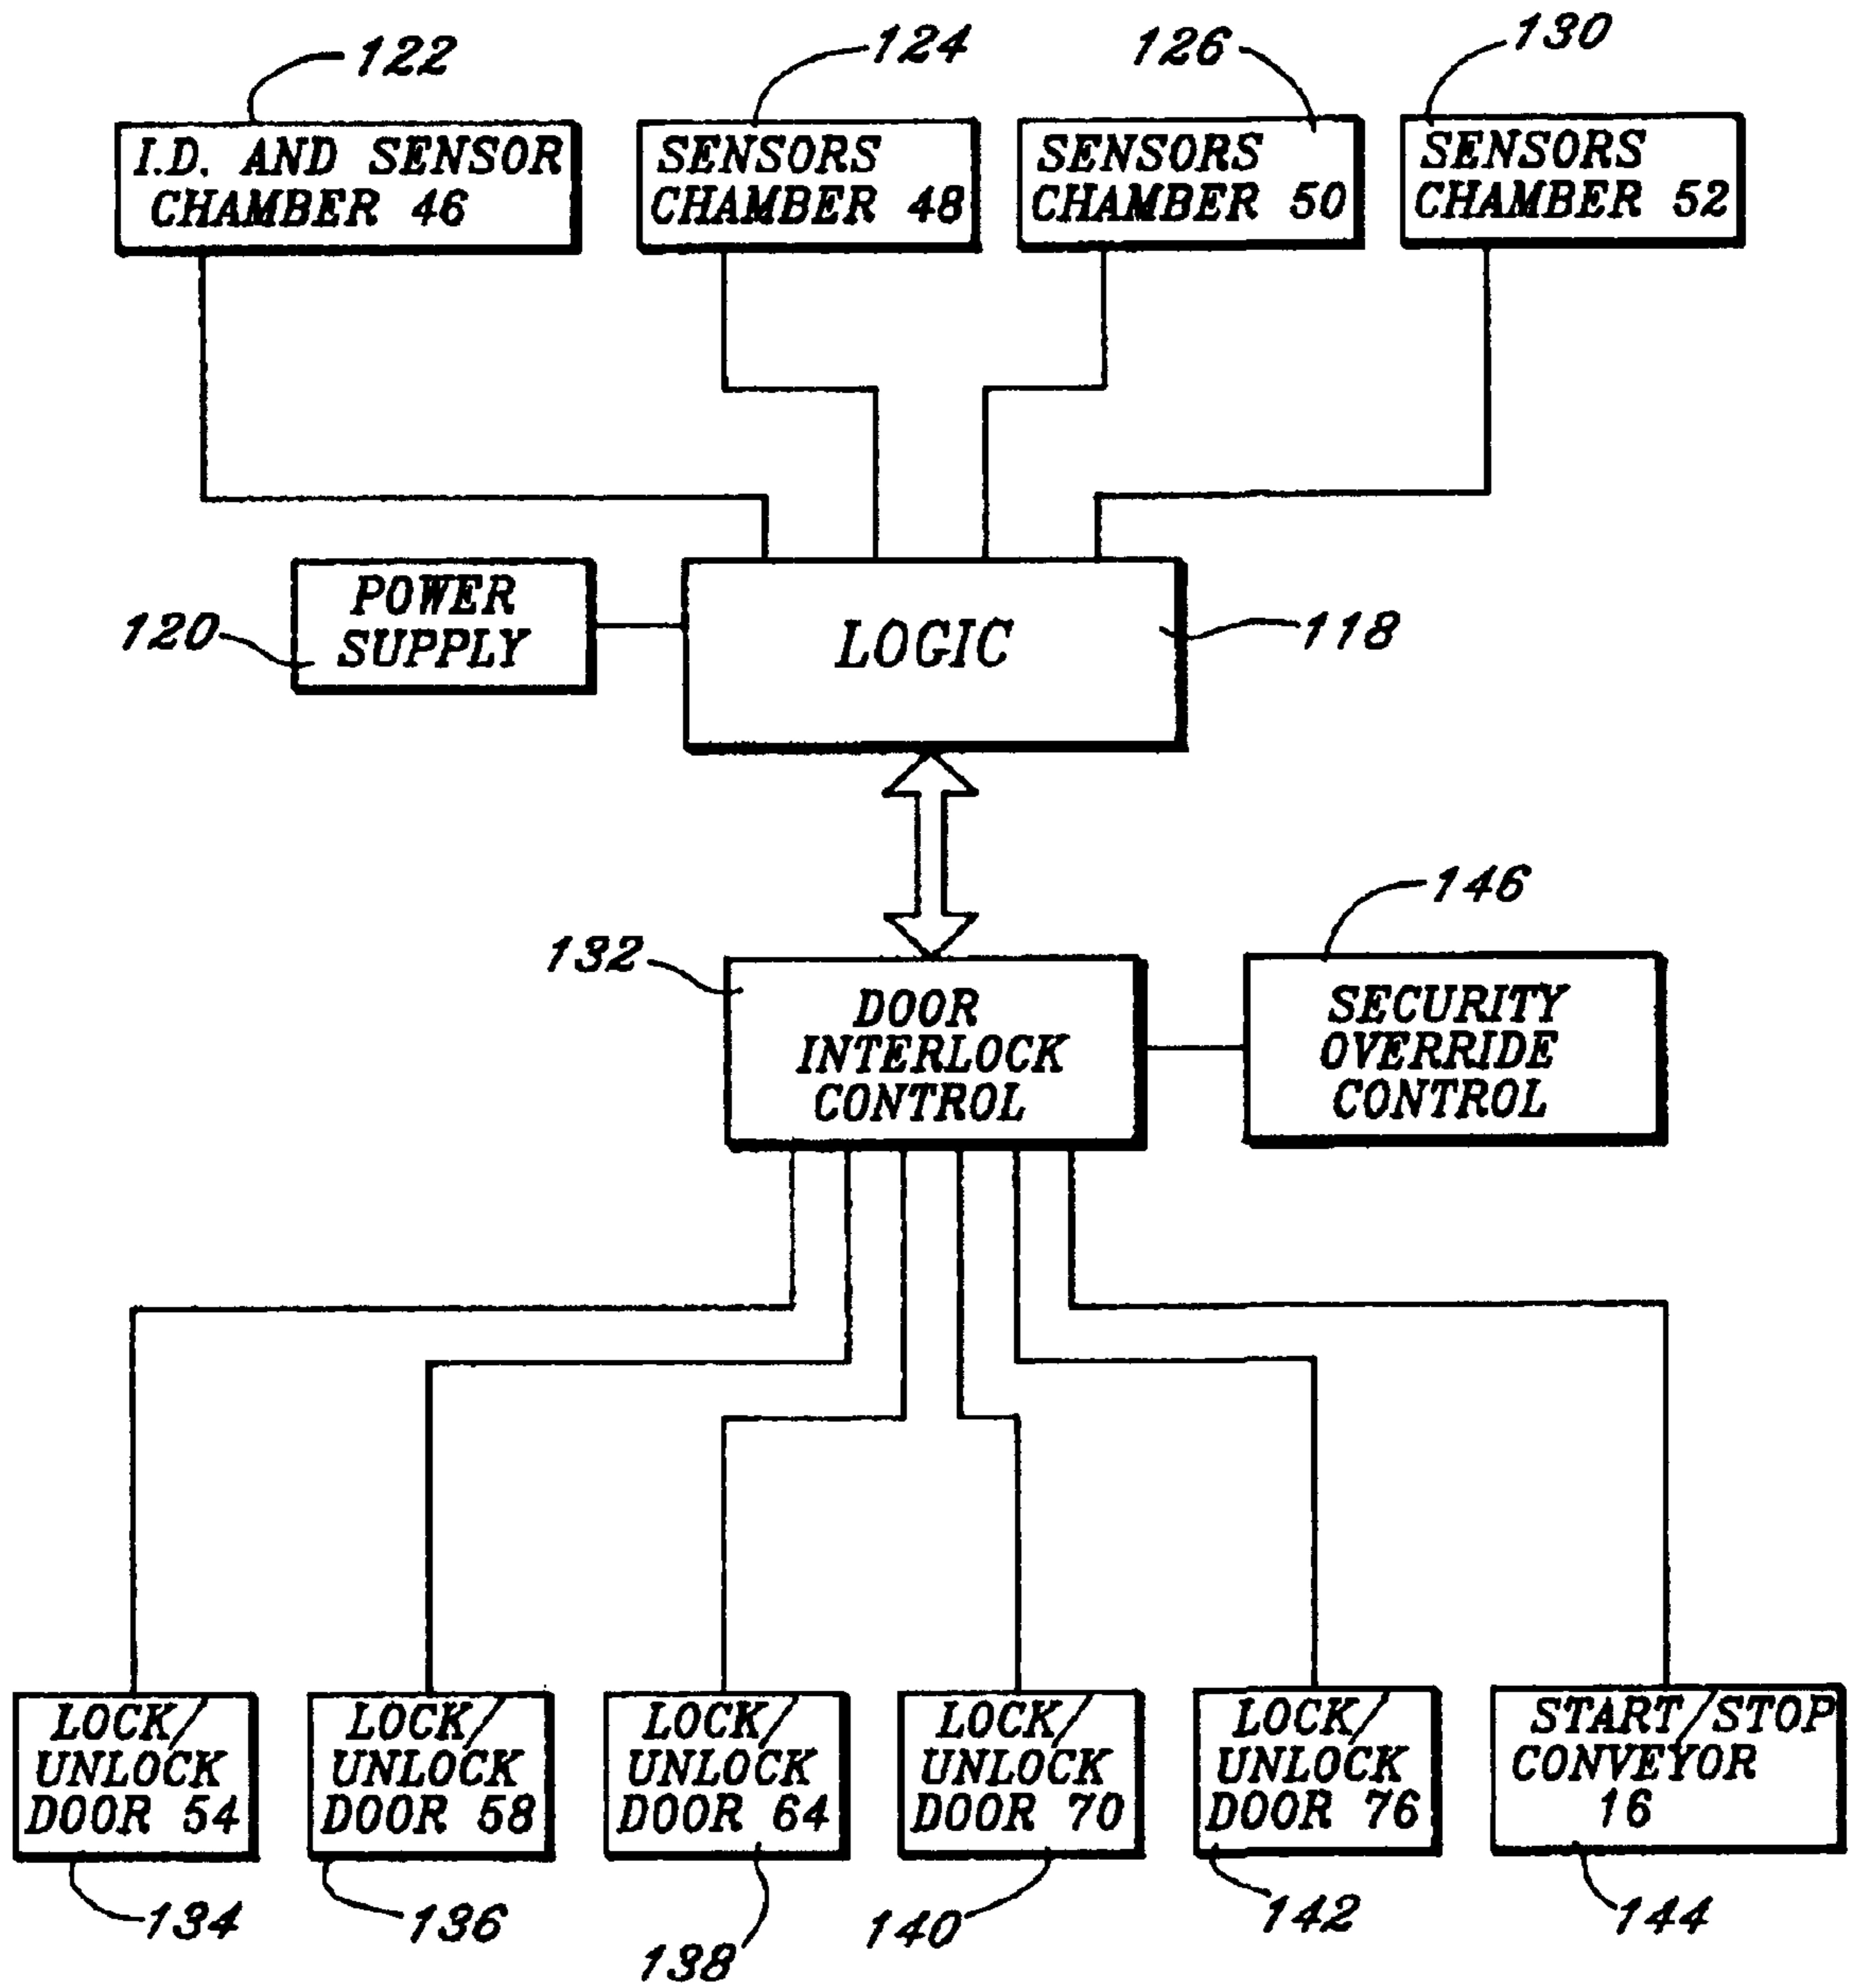 122
124
126
130
I.D. AND SENSOR
CHAMBER 46
SENSORS
CHAMBER 48
SENSORS
CHAMBER 50
SENSORS
CHAMBER 52
POWER
SUPPLY
120
LOGIC
118
146
132
DOOR
INTERLOCK
CONTROL
SECURITY
OVERRIDE
CONTROL
LOCK/
UNLOCK
DOOR 54
LOCK/
UNLOCK
DOOR 58
LOCK/
UNLOCK
DOOR 64
LOCK/
UNLOCK
DOOR 70
LOCK/
UNLOCK
DOOR 76
START/STOP
CONVEYOR
16
134
136
138
140
142
144